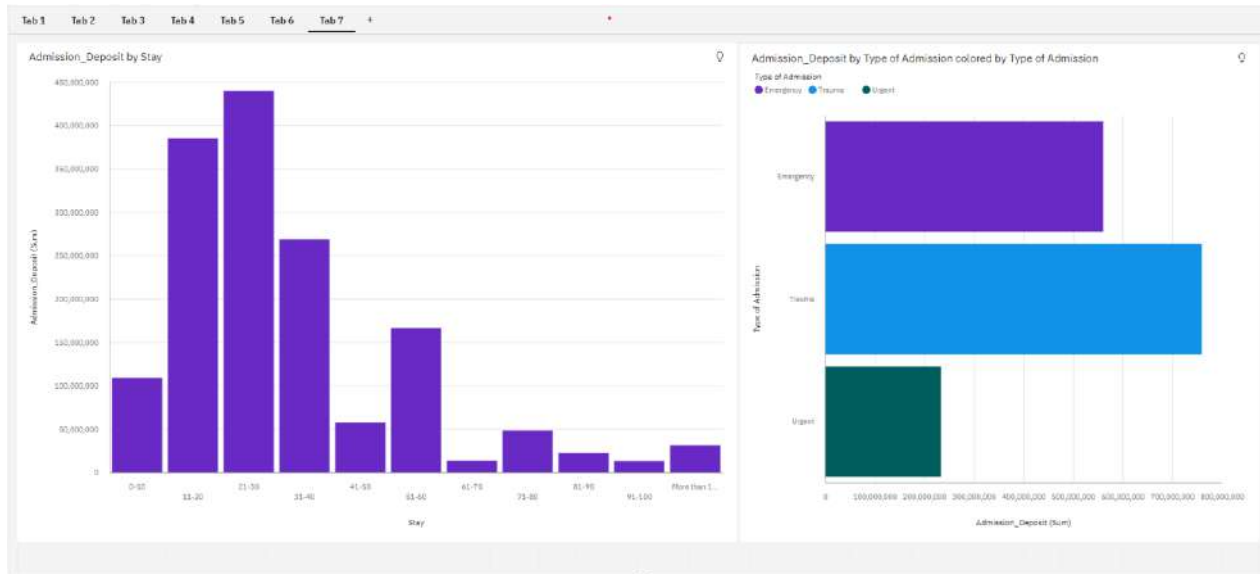 Tab 1 Tab 2 Tab 3 Tab 4 Tab 5 Tab 6 Tab 7 +
Admission_Deposit by Stay
450,000,000
400,000,000
350,000,000
300,000,000
250,000,000
200,000,000
150,000,000
100,000,000
50,000,000
0
Admission_Deposit (Sum)
0-10
11-20
21-30
31-40
41-50
51-60
61-70
71-80
81-90
91-100
More than 1...
Stay
Admission_Deposit by Type of Admission colored by Type of Admission
Type of Admission
Emergency Trauma Urgent
Emergency
Trauma
Urgent
Type of Admission
0 100,000,000 200,000,000 300,000,000 400,000,000 500,000,000 600,000,000 700,000,000 800,000,000
Admission_Deposit (Sum)